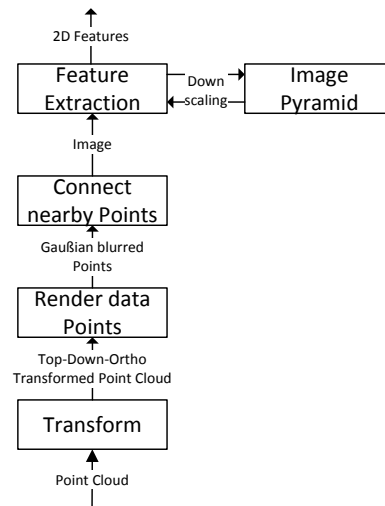 2D Features
Feature
Extraction
Down
scaling
Image
Pyramid
Image
Connect
nearby Points
Gaußian blurred
Points
Render data
Points
Top-Down-Ortho
Transformed Point Cloud
Transform
Point Cloud